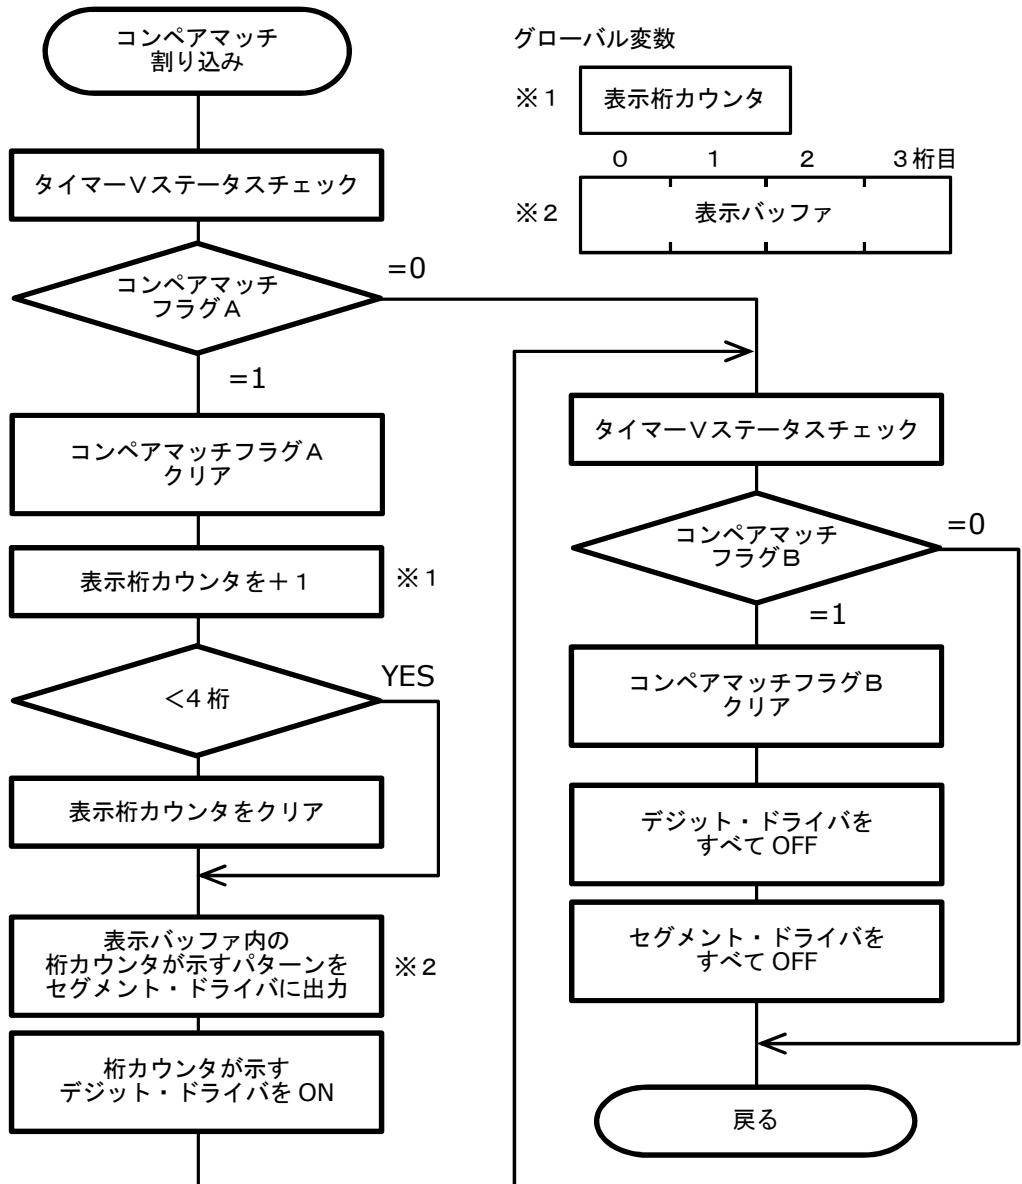 コンペアマッチ
割り込み
タイマーVステータスチェック
コンペアマッチ
フラグA
=0
=1
コンペアマッチフラグA
クリア
表示桁カウンタを+1
※1
<4桁
YES
表示桁カウンタをクリア
表示バッファ内の
桁カウンタが示すパターンを
セグメント・ドライバに出力
※2
桁カウンタが示す
デジット・ドライバをON
グローバル変数
※1
表示桁カウンタ
0 1 2 3桁目
※2
表示バッファ
タイマーVステータスチェック
コンペアマッチ
フラグB
=0
=1
コンペアマッチフラグB
クリア
デジット・ドライバを
すべてOFF
セグメント・ドライバを
すべてOFF
戻る